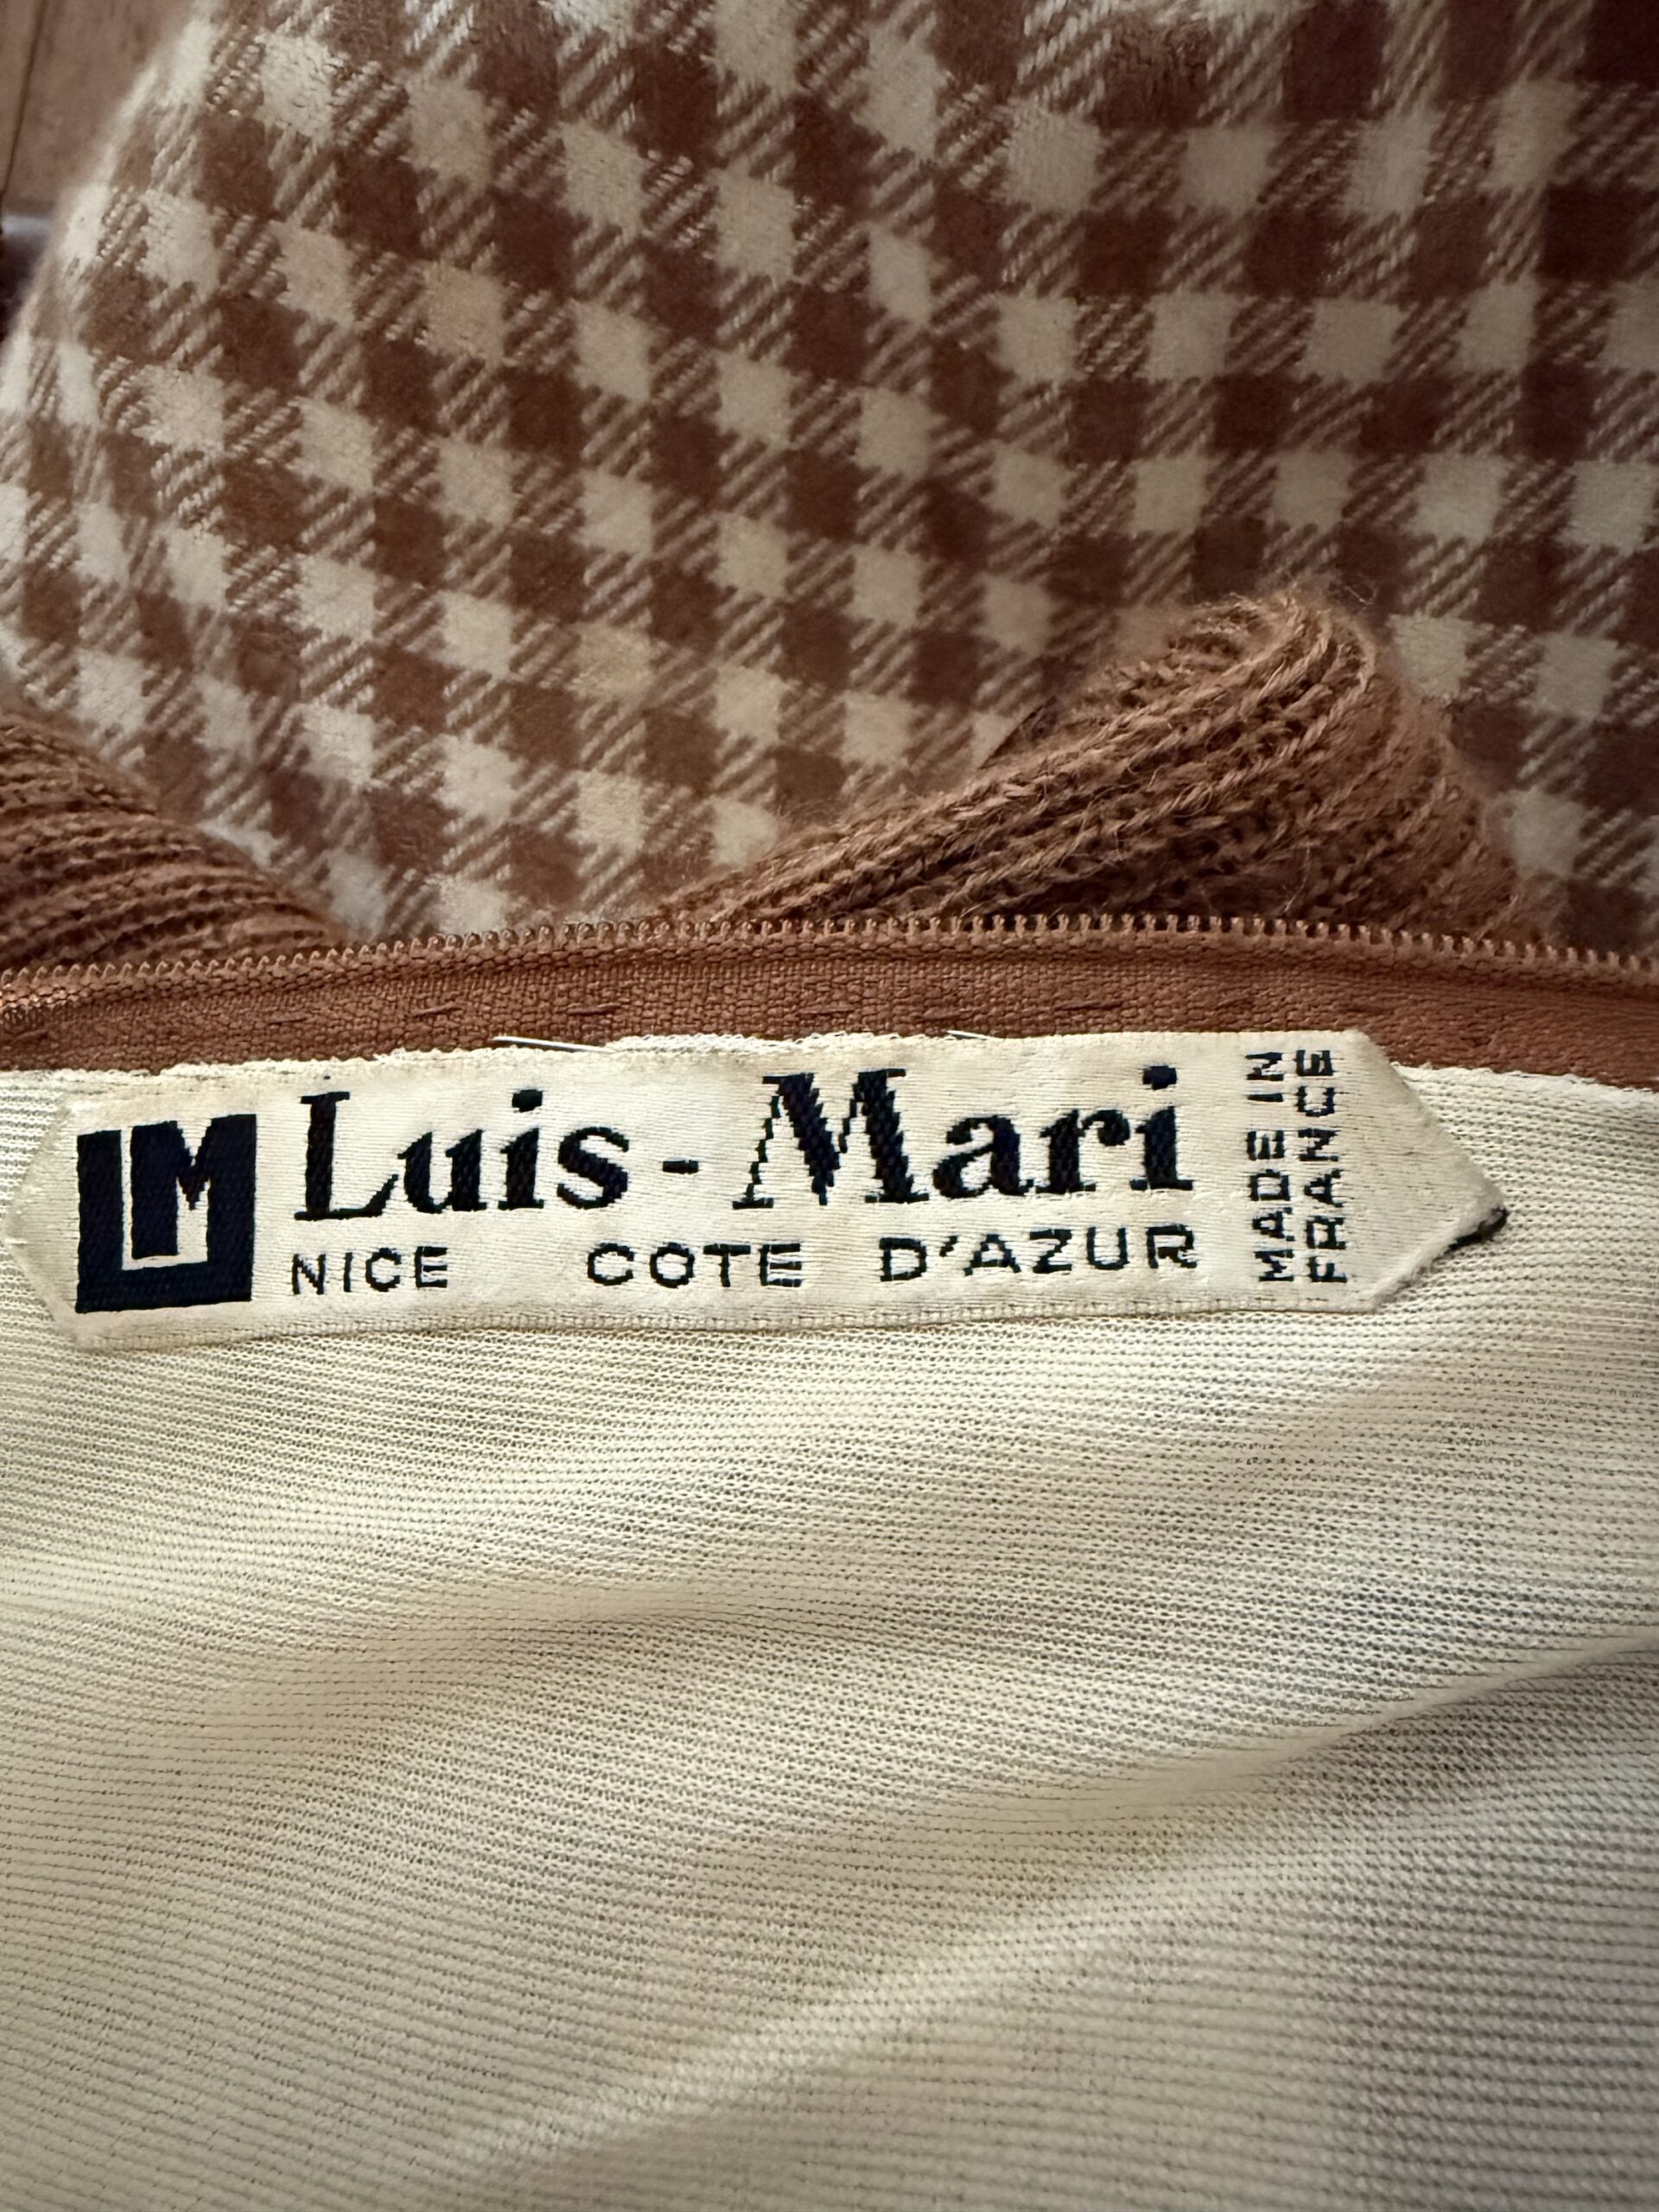 LM
Luis-Mari
NICE COTE D'AZUR
MADE IN
FRANCE